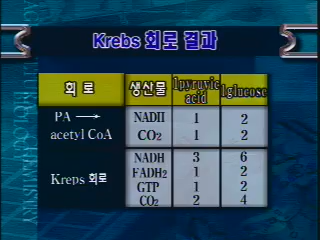 Krebs 회로 결과
회 로 생산물 1pyruvic acid 1glucose
PA → NADH 1 2
acetyl CoA CO2 1 2
Kreps 회로 NADH 3 6
FADH2 1 2
GTP 1 2
CO2 2 4